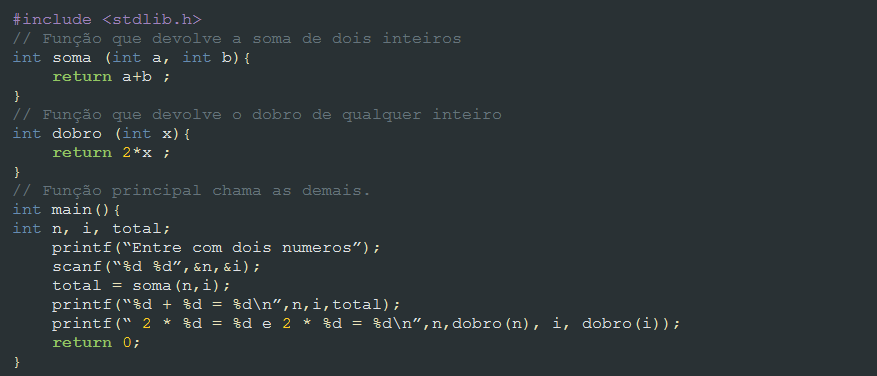 #include <stdlib.h>
// Função que devolve a soma de dois inteiros
int soma (int a, int b){
    return a+b ;
}
// Função que devolve o dobro de qualquer inteiro
int dobro (int x){
    return 2*x ;
}
// Função principal chama as demais.
int main(){
int n, i, total;
    printf(“Entre com dois numeros”);
    scanf(“%d %d”,&n,&i);
    total = soma(n,i);
    printf(“%d + %d = %d\n”,n,i,total);
    printf(“ 2 * %d = %d e 2 * %d = %d\n”,n,dobro(n), i, dobro(i));
    return 0;
}